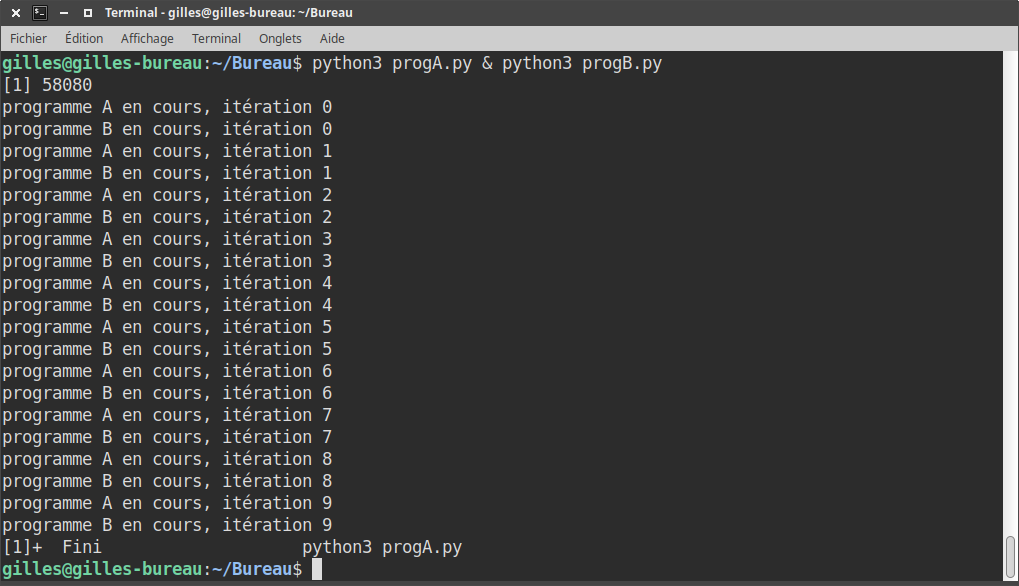 Terminal - gilles@gilles-bureau: ~/Bureau
Fichier Édition Affichage Terminal Onglets Aide
gilles@gilles-bureau:~/Bureau$ python3 progA.py & python3 progB.py
[1] 58080
programme A en cours, itération 0
programme B en cours, itération 0
programme A en cours, itération 1
programme B en cours, itération 1
programme A en cours, itération 2
programme B en cours, itération 2
programme A en cours, itération 3
programme B en cours, itération 3
programme A en cours, itération 4
programme B en cours, itération 4
programme A en cours, itération 5
programme B en cours, itération 5
programme A en cours, itération 6
programme B en cours, itération 6
programme A en cours, itération 7
programme B en cours, itération 7
programme A en cours, itération 8
programme B en cours, itération 8
programme A en cours, itération 9
programme B en cours, itération 9
[1]+  Fini                    python3 progA.py
gilles@gilles-bureau:~/Bureau$